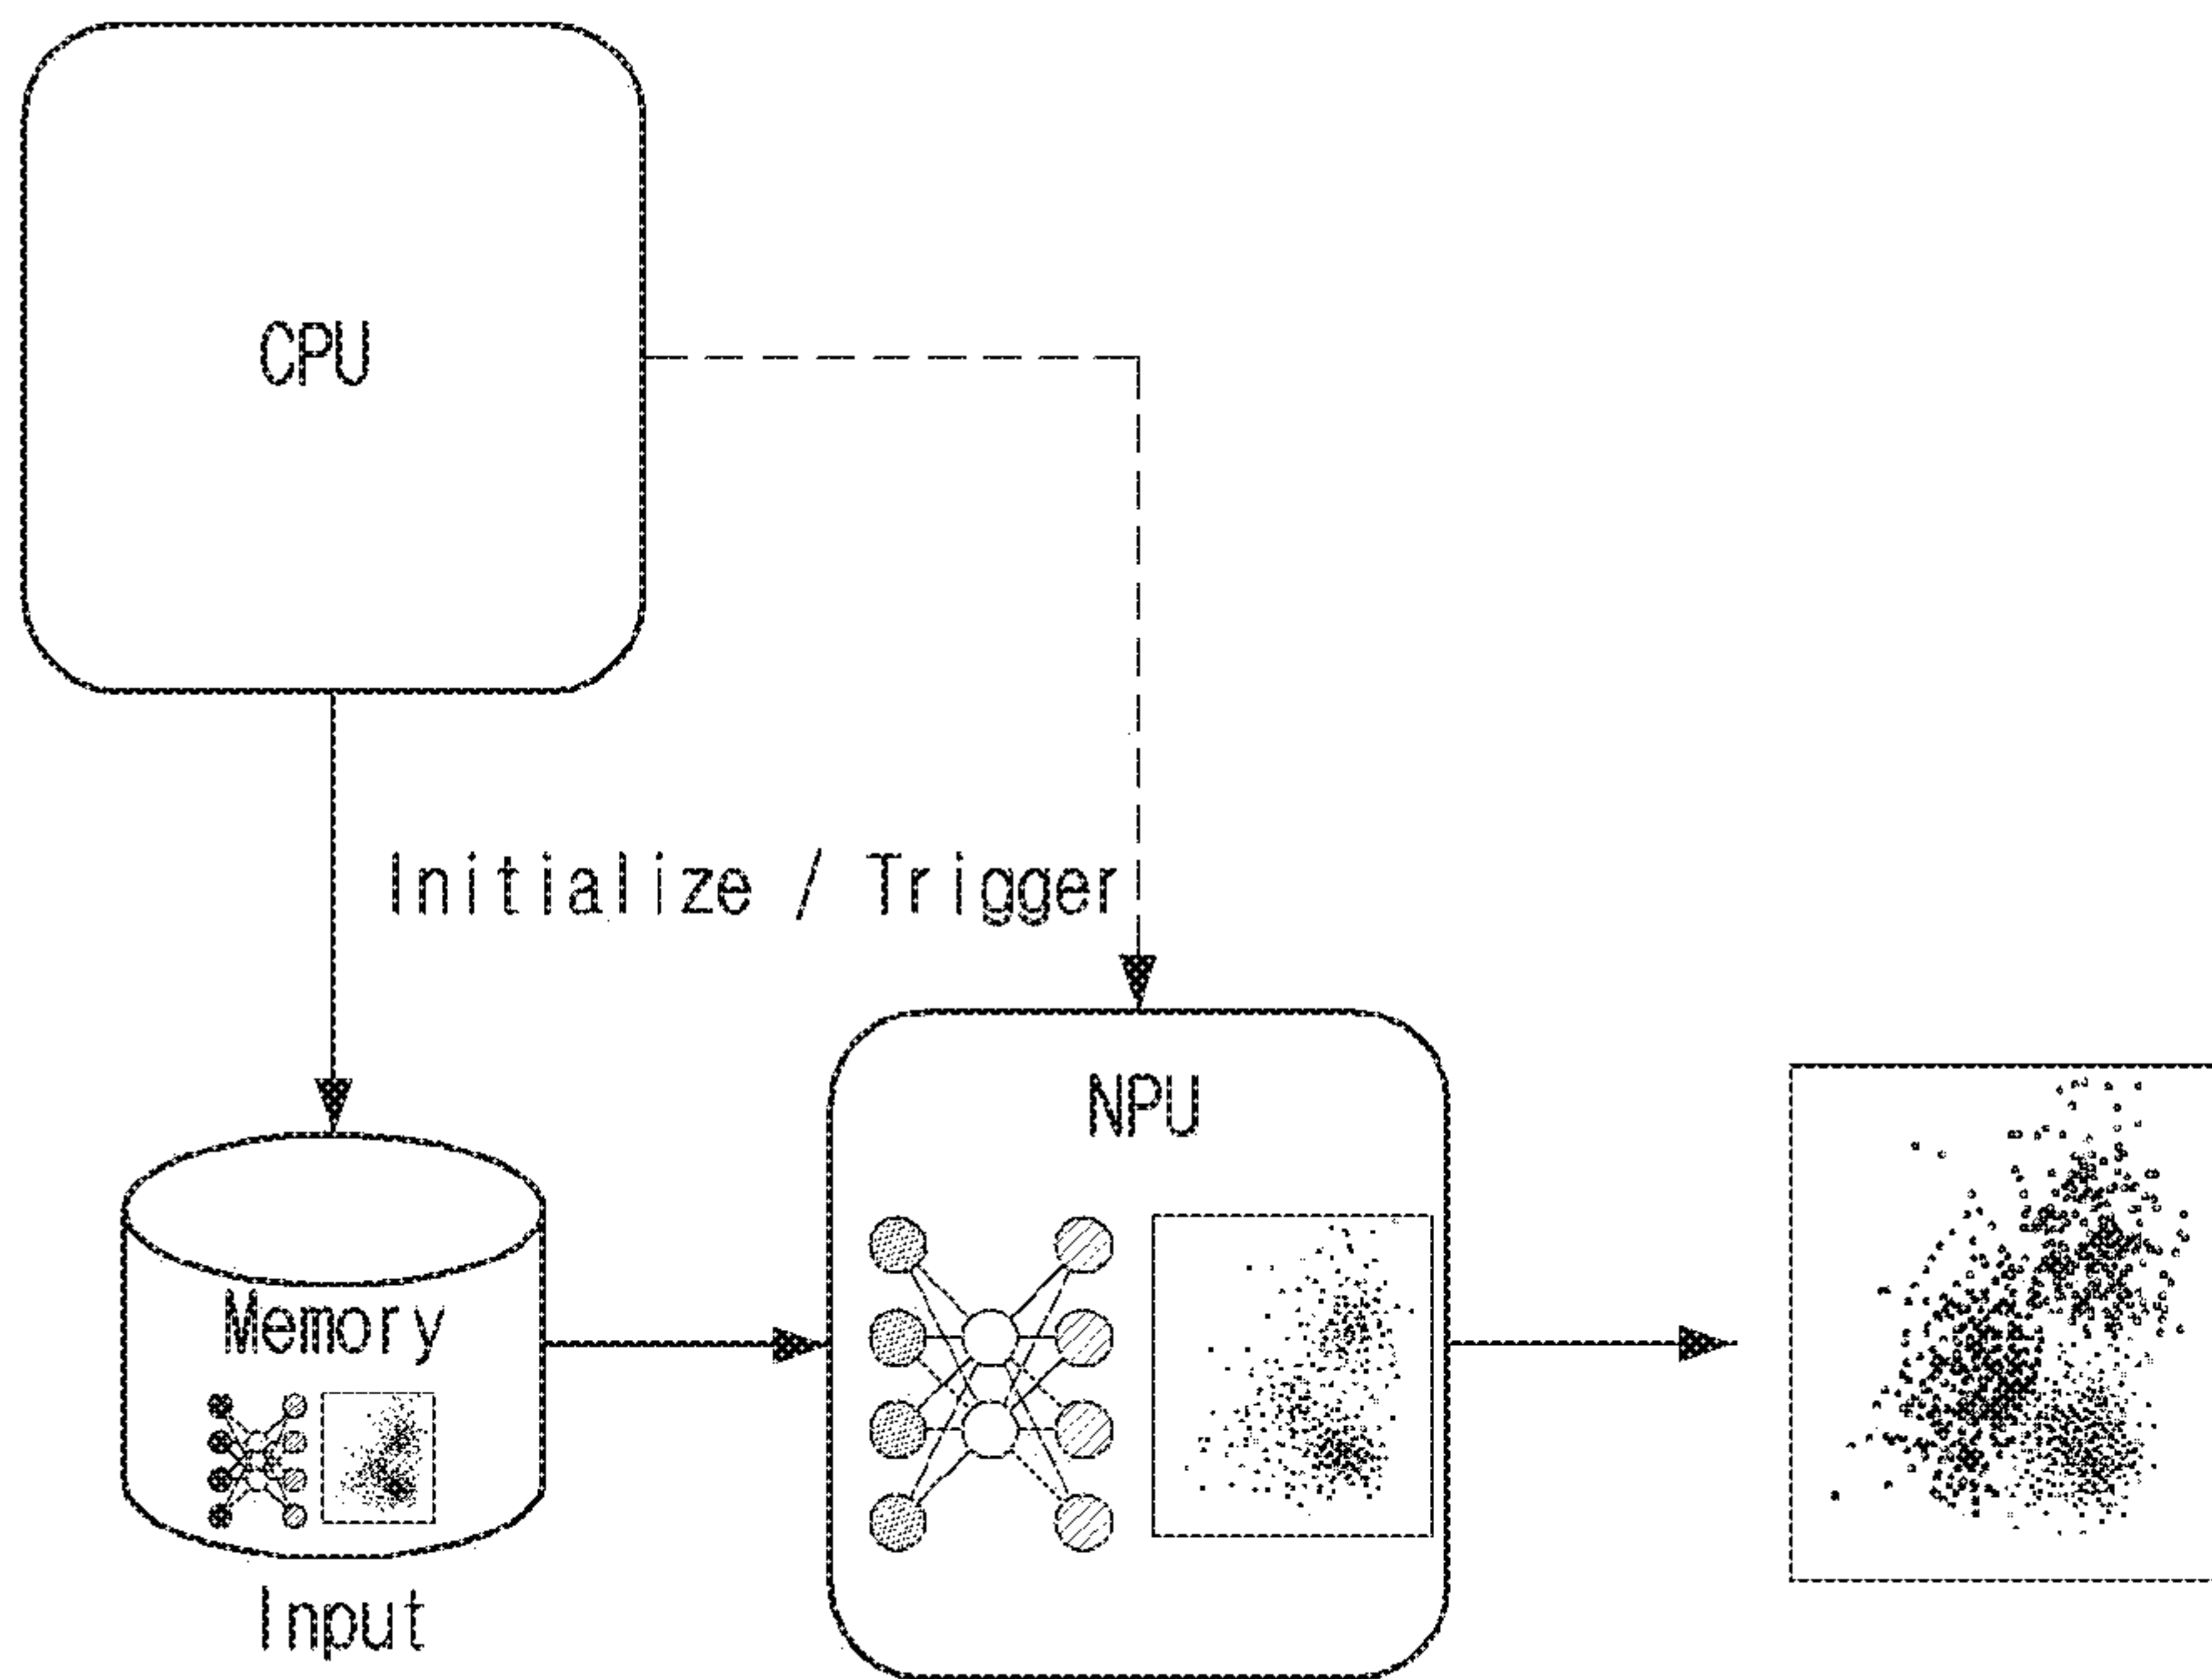 CPU
Initialize / Trigger
NPU
Memory
Input